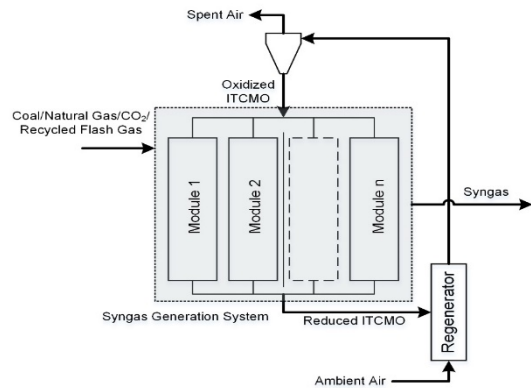 Spent Air
Oxidized
ITCMO
Coal/Natural Gas/CO₂/
Recycled Flash Gas
Module 1
Module 2
Module n
Syngas
Regenerator
Syngas Generation System
Reduced ITCMO
Ambient Air